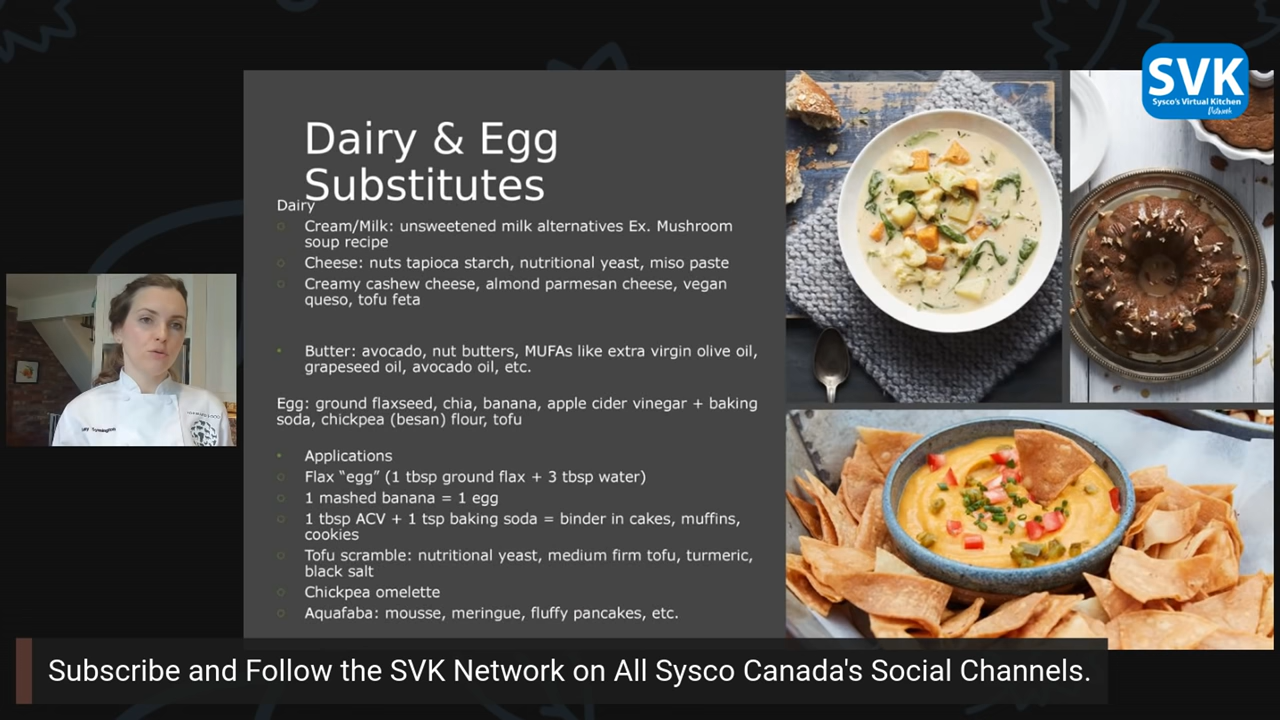 SVK
Sysco's Virtual Kitchen
Network
Dairy & Egg
Substitutes
Dairy
Cream/Milk: unsweetened milk alternatives Ex. Mushroom
soup recipe
Cheese: nuts tapioca starch, nutritional yeast, miso paste
Creamy cashew cheese, almond parmesan cheese, vegan
queso, tofu feta
Butter: avocado, nut butters, MUFAs like extra virgin olive oil,
grapeseed oil, avocado oil, etc.
Egg: ground flaxseed, chia, banana, apple cider vinegar + baking
soda, chickpea (besan) flour, tofu
Applications
Flax “egg” (1 tbsp ground flax + 3 tbsp water)
1 mashed banana = 1 egg
1 tbsp ACV + 1 tsp baking soda = binder in cakes, muffins,
cookies
Tofu scramble: nutritional yeast, medium firm tofu, turmeric,
black salt
Chickpea omelette
Aquafaba: mousse, meringue, fluffy pancakes, etc.
Subscribe and Follow the SVK Network on All Sysco Canada's Social Channels.